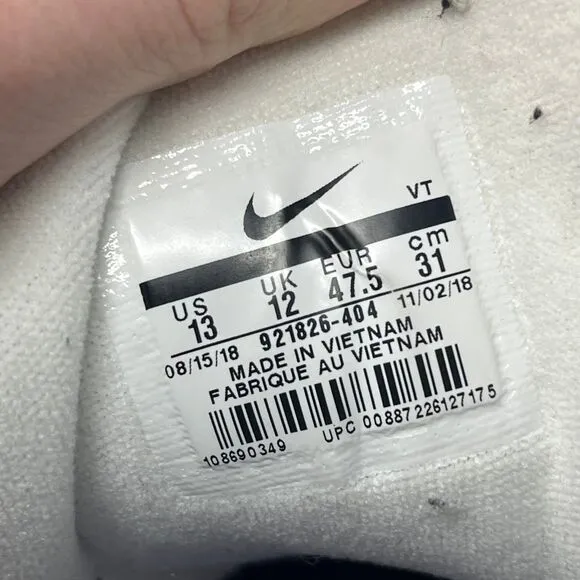 VT
US UK EUR cm
13 12 47.5 31
08/15/18 921826-404 11/02/18
MADE IN VIETNAM
FABRIQUE AU VIETNAM
108690349 UPC 00887226127175